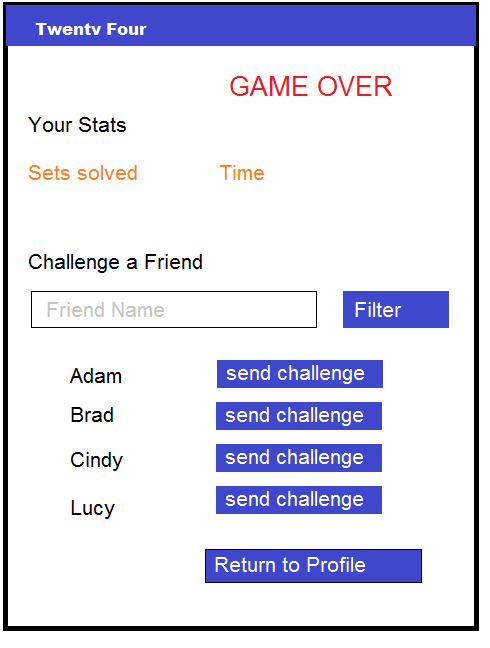 Twenty Four
GAME OVER
Your Stats
Sets solved Time
Challenge a Friend
Friend Name Filter
Adam send challenge
Brad send challenge
Cindy send challenge
Lucy send challenge
Return to Profile